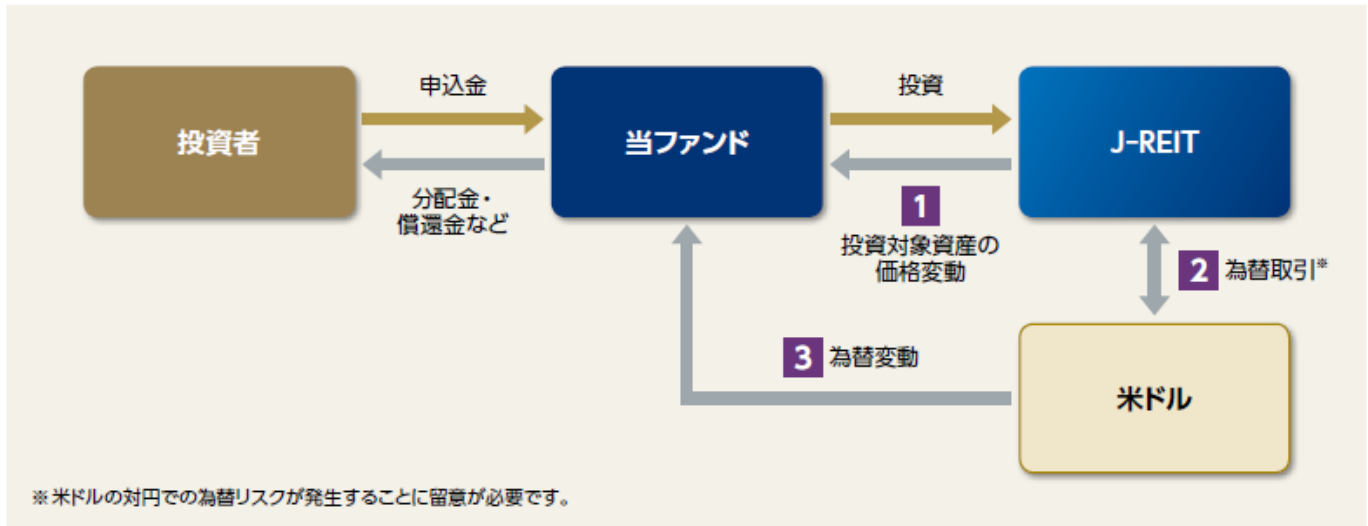 申込金
投資
投資者
当ファンド
J-REIT
分配金・
償還金など
1
投資対象資産の
価格変動
2 為替取引※
3 為替変動
米ドル
※米ドルの対円での為替リスクが発生することに留意が必要です。